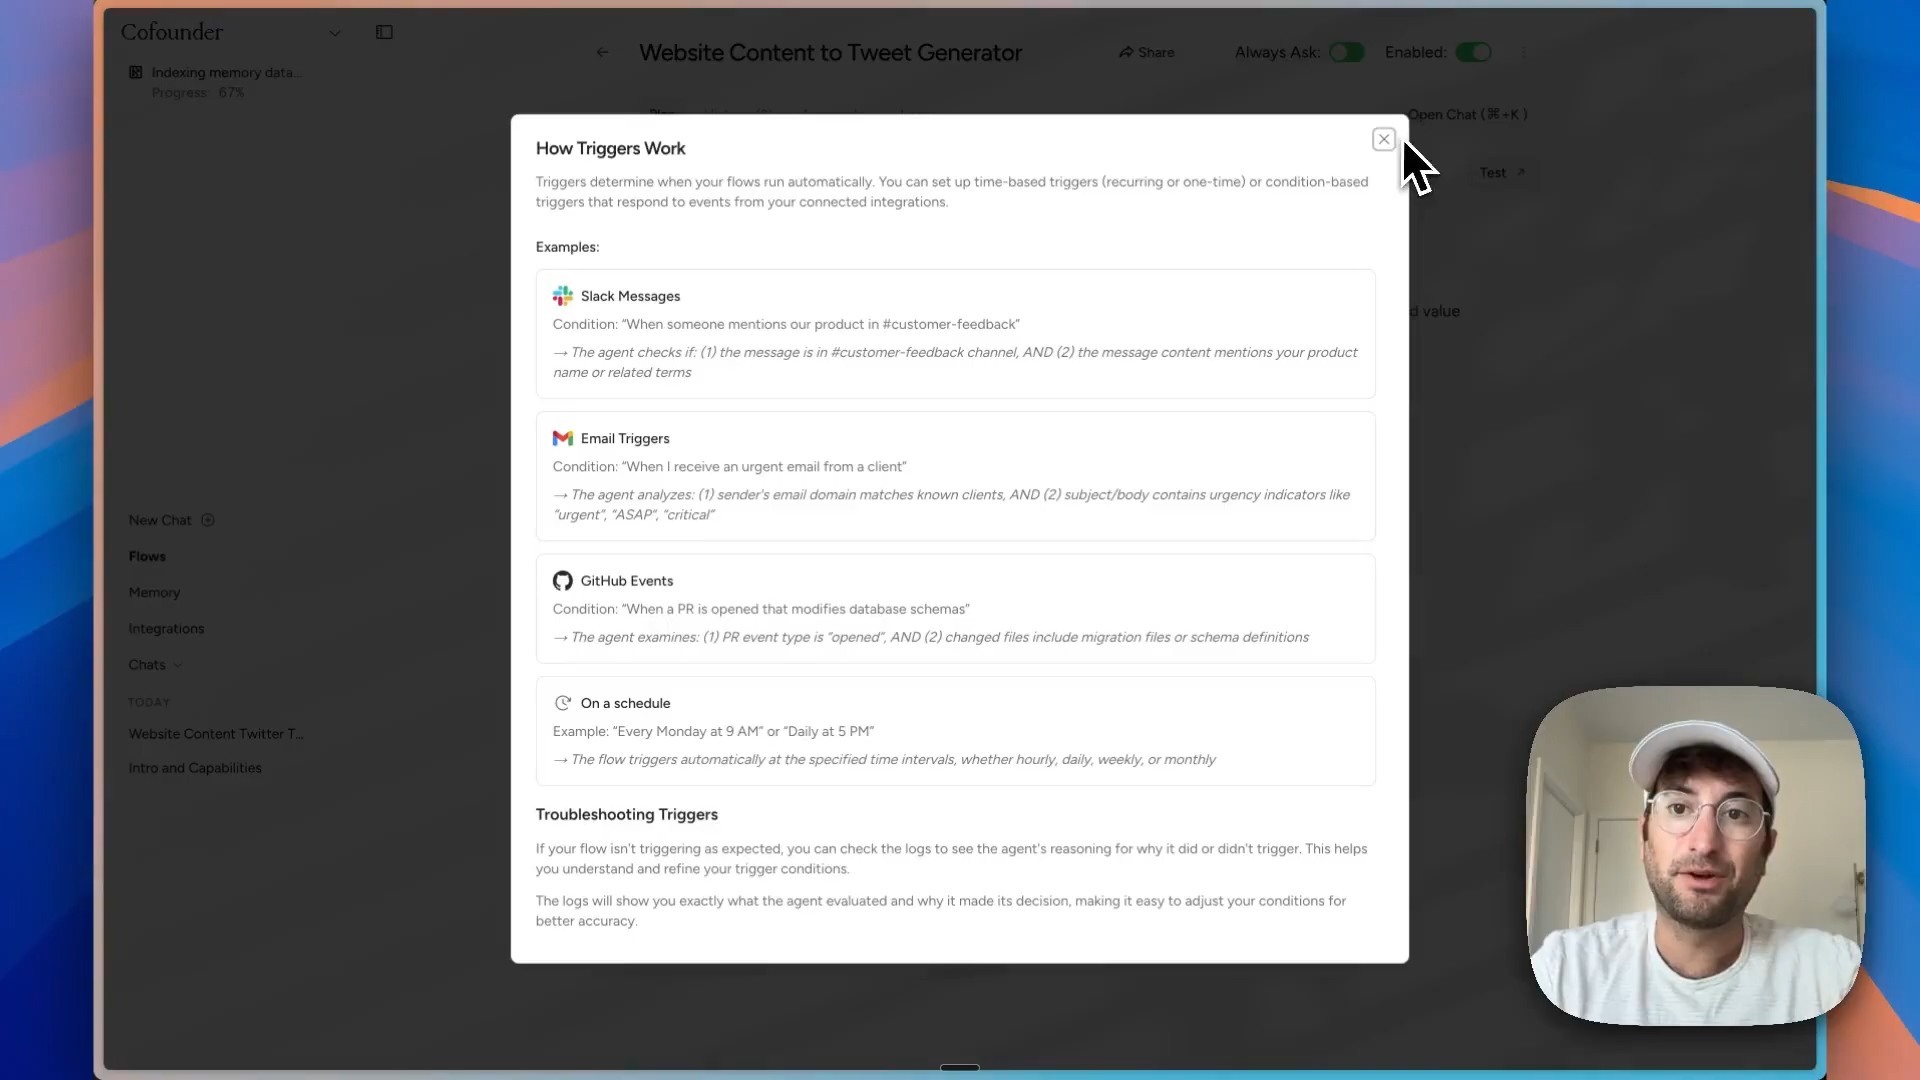 Cofounder
Indexing memory data...
Progress: 67%
Website Content to Tweet Generator
Share
Always Ask:
Enabled:
Open Chat (⌘+K)
Test
d value
How Triggers Work
Triggers determine when your flows run automatically. You can set up time-based triggers (recurring or one-time) or condition-based
triggers that respond to events from your connected integrations.
Examples:
Slack Messages
Condition: “When someone mentions our product in #customer-feedback”
→ The agent checks if: (1) the message is in #customer-feedback channel, AND (2) the message content mentions your product
name or related terms
Email Triggers
Condition: “When I receive an urgent email from a client”
→ The agent analyzes: (1) sender's email domain matches known clients, AND (2) subject/body contains urgency indicators like
“urgent”, “ASAP”, “critical”
GitHub Events
Condition: “When a PR is opened that modifies database schemas”
→ The agent examines: (1) PR event type is “opened”, AND (2) changed files include migration files or schema definitions
On a schedule
Example: “Every Monday at 9 AM” or “Daily at 5 PM”
→ The flow triggers automatically at the specified time intervals, whether hourly, daily, weekly, or monthly
Troubleshooting Triggers
If your flow isn't triggering as expected, you can check the logs to see the agent's reasoning for why it did or didn't trigger. This helps
you understand and refine your trigger conditions.
The logs will show you exactly what the agent evaluated and why it made its decision, making it easy to adjust your conditions for
better accuracy.
New Chat
Flows
Memory
Integrations
Chats
TODAY
Website Content Twitter T...
Intro and Capabilities